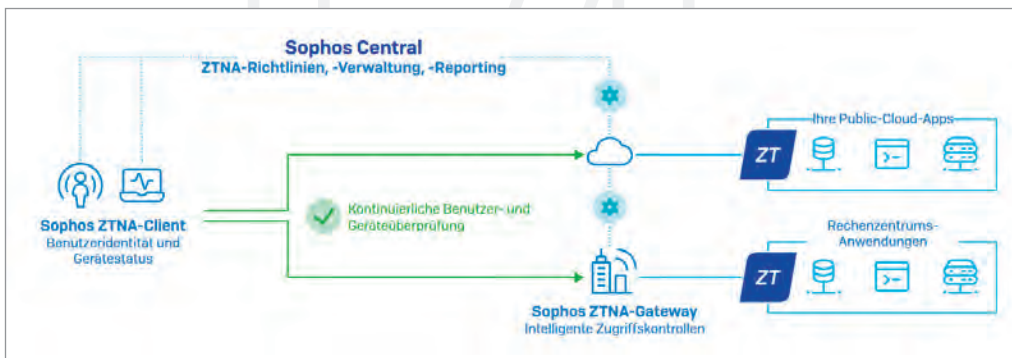 Sophos Central
ZTNA-Richtlinien, -Verwaltung, -Reporting
Ihre Public-Cloud-Apps
ZT
Sophos ZTNA-Client
Benutzeridentität und
Gerätestatus
Kontinuierliche Benutzer- und
Geräteüberprüfung
Rechenzentrums-
Anwendungen
ZT
Sophos ZTNA-Gateway
Intelligente Zugriffskontrollen